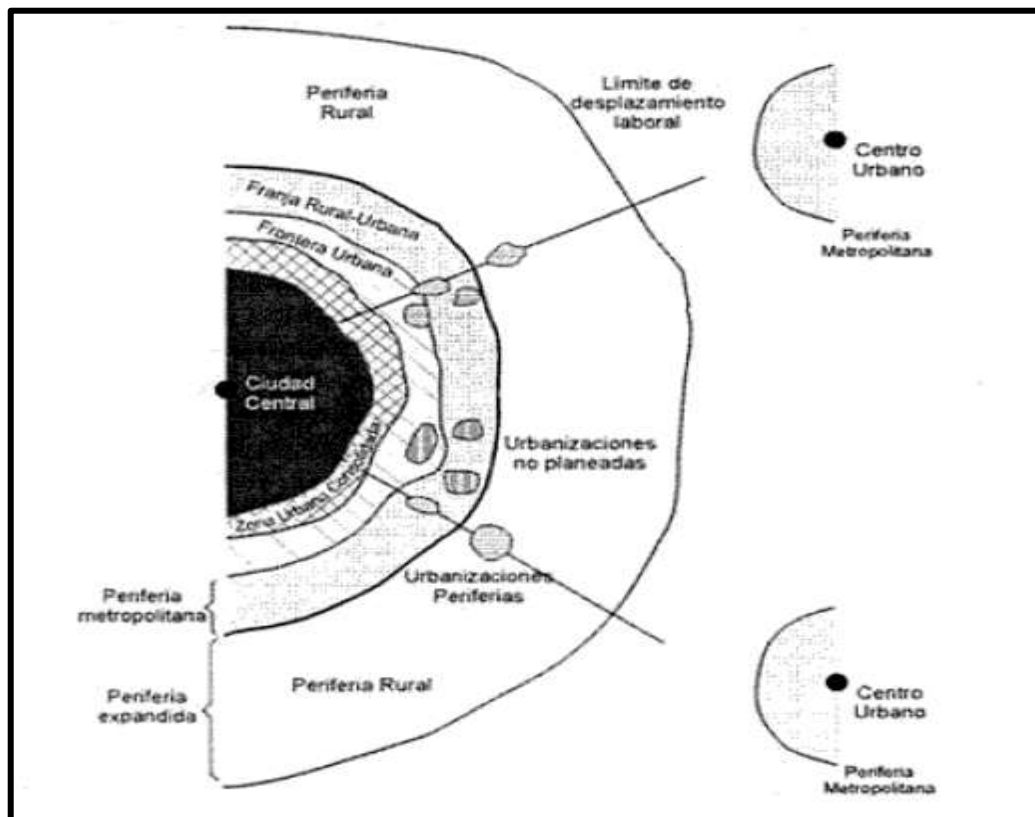 Periferia
Rural
Límite de
desplazamiento
laboral
Centro
Urbano
Periferia
Metropolitana
Franja Rural-Urbana
Frontera Urbana
Ciudad
Central
Zona Urbana Consolidada
Urbanizaciones
no planeadas
Urbanizaciones
Periferias
Periferia
metropolitana
Periferia Rural
Periferia
expandida
Centro
Urbano
Periferia
Metropolitana